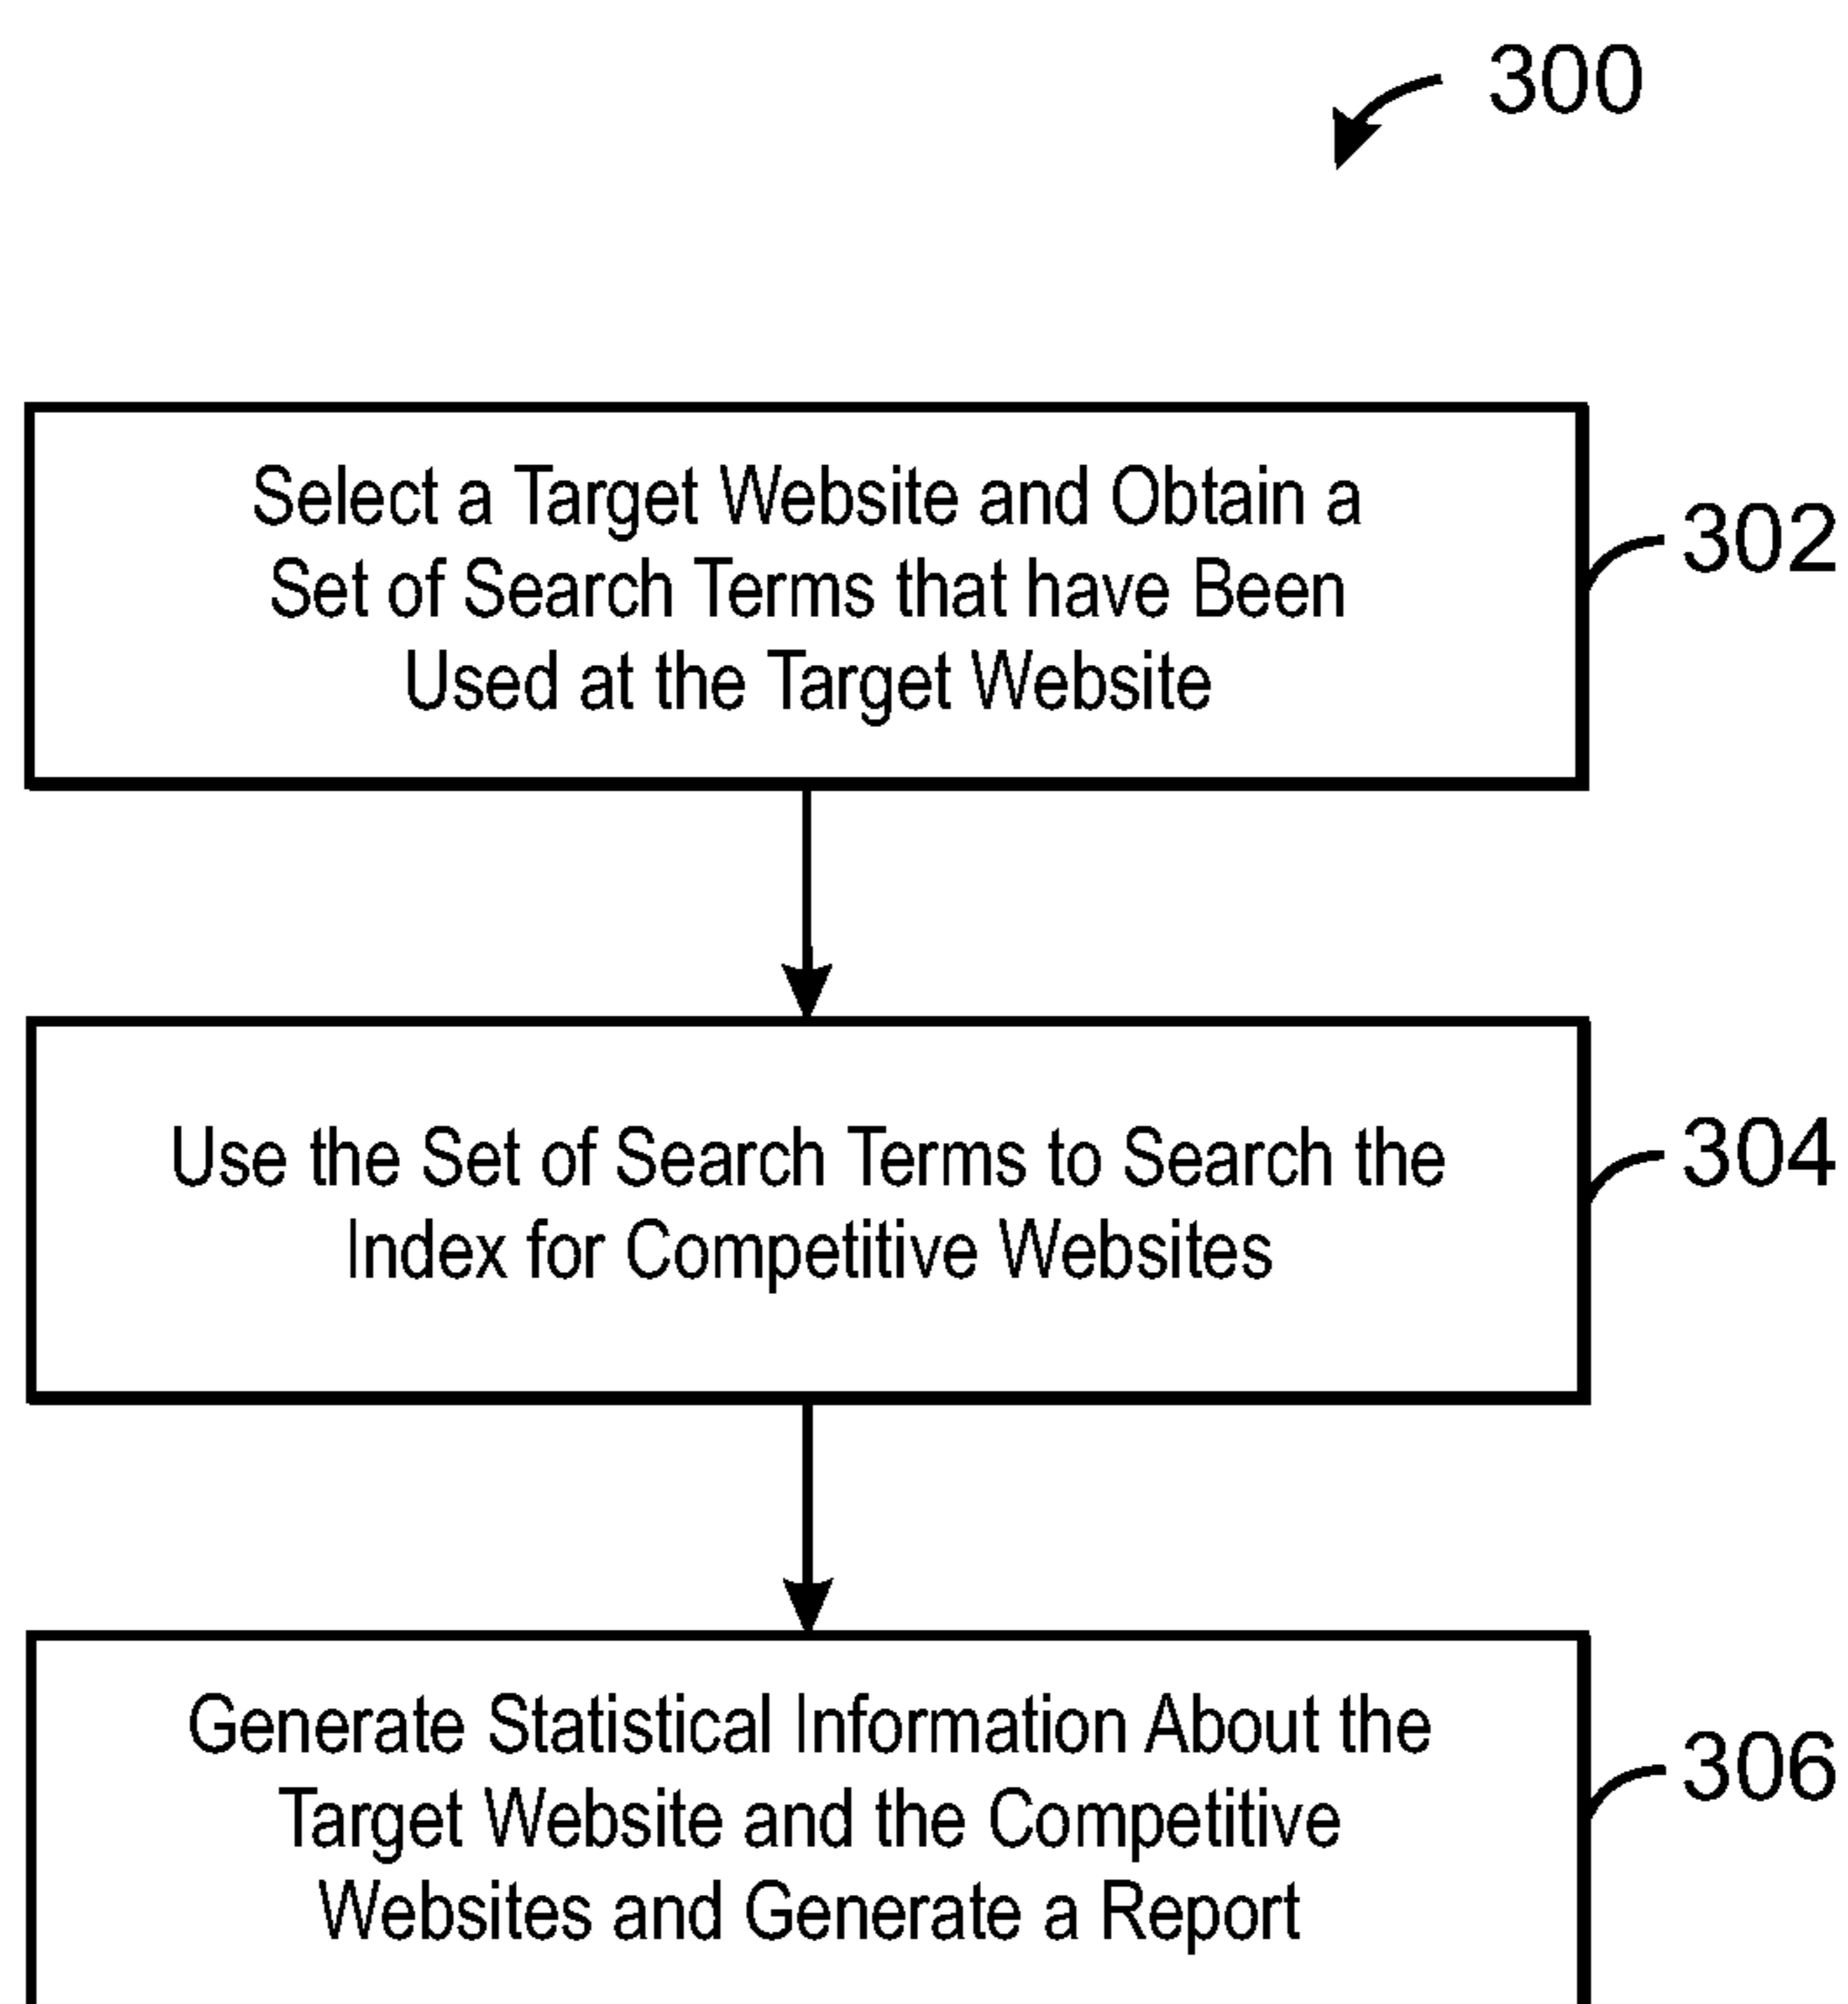 300
Select a Target Website and Obtain a
Set of Search Terms that have Been
Used at the Target Website
302
Use the Set of Search Terms to Search the
Index for Competitive Websites
304
Generate Statistical Information About the
Target Website and the Competitive
Websites and Generate a Report
306